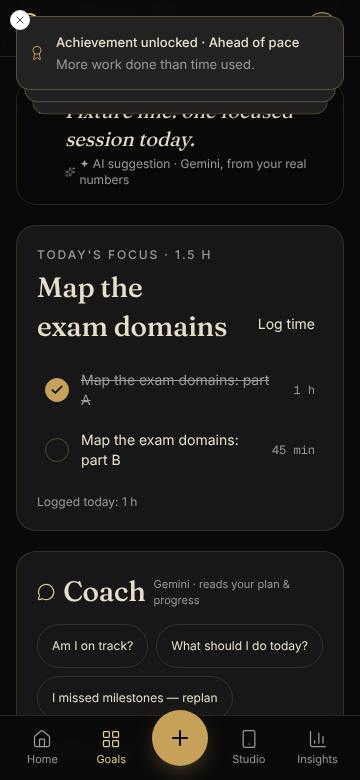 Achievement unlocked · Ahead of pace
More work done than time used.
Fixture line: one focused
session today.
✦ AI suggestion · Gemini, from your real
numbers
TODAY'S FOCUS · 1.5 H
Map the
exam domains
Log time
Map the exam domains: part
A
1 h
Map the exam domains:
part B
45 min
Logged today: 1 h
Coach
Gemini · reads your plan &
progress
Am I on track?
What should I do today?
I missed milestones — replan
Home
Goals
Studio
Insights